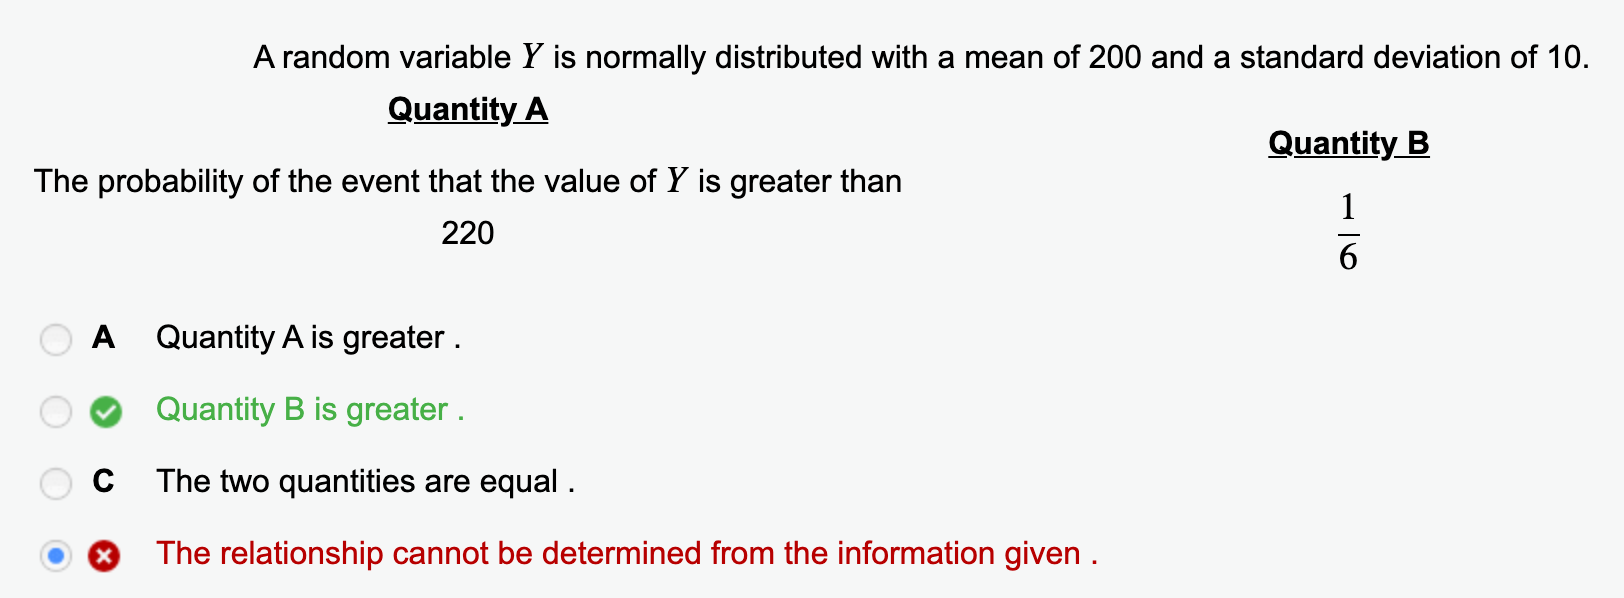 A random variable Y is normally distributed with a mean of 200 and a standard deviation of 10.
Quantity A
The probability of the event that the value of Y is greater than
220
Quantity B
1
6
A Quantity A is greater .
Quantity B is greater .
C The two quantities are equal .
The relationship cannot be determined from the information given .